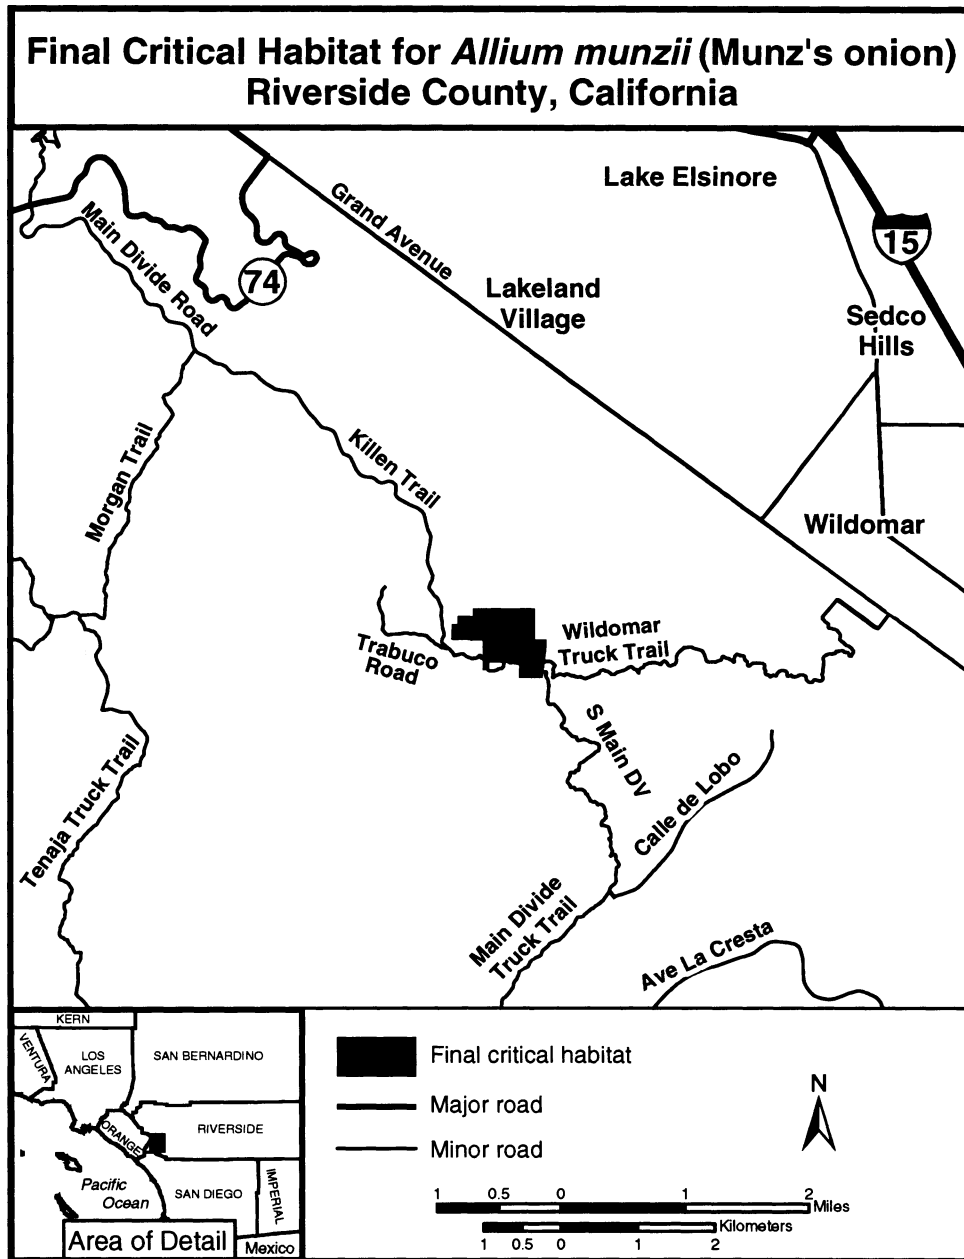 Final Critical Habitat for Allium munzii (Munz's onion)
Riverside County, California
Lake Elsinore
Grand Avenue
Main Divide Road
15
74
Lakeland
Village
Sedco
Hills
Morgan Trail
Killen Trail
Wildomar
Wildomar
Truck Trail
Trabuco
Road
S Main DV
Tenaja Truck Trail
Calle de Lobo
Main Divide
Truck Trail
Ave La Cresta
KERN
VENTURA
LOS
ANGELES
SAN BERNARDINO
ORANGE
RIVERSIDE
Pacific
Ocean
SAN DIEGO
IMPERIAL
Area of Detail
Mexico
Final critical habitat
Major road
Minor road
N
1 0.5 0 1 2
Miles
Kilometers
1 0.5 0 1 2